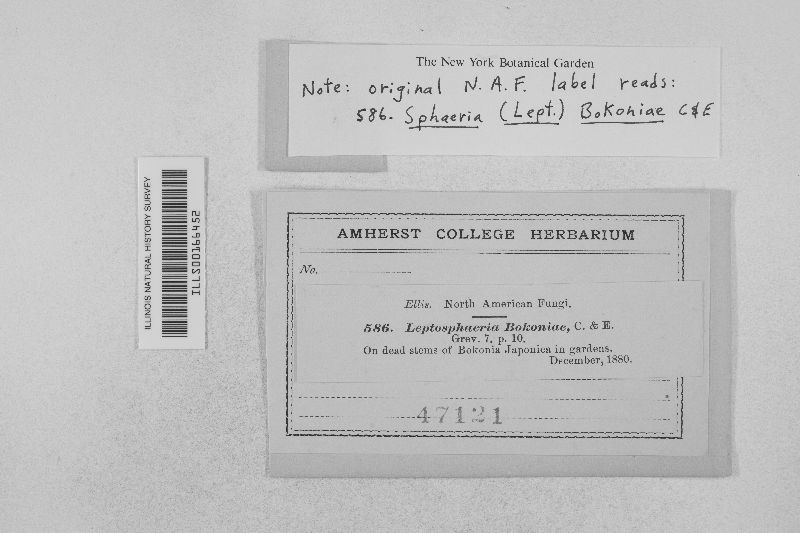 The New York Botanical Garden
Note: original N. A. F. label reads:
586. Sphaeria (Lept.) Bokoniae C&E
ILLINOIS NATURAL HISTORY SURVEY
ILLS00166452
AMHERST COLLEGE HERBARIUM
No.
Ellis. North American Fungi.
586. Leptosphaeria Bokoniae, C. & E.
Grev. 7, p. 10.
On dead stems of Bokonia Japonica in gardens.
December, 1880.
47121